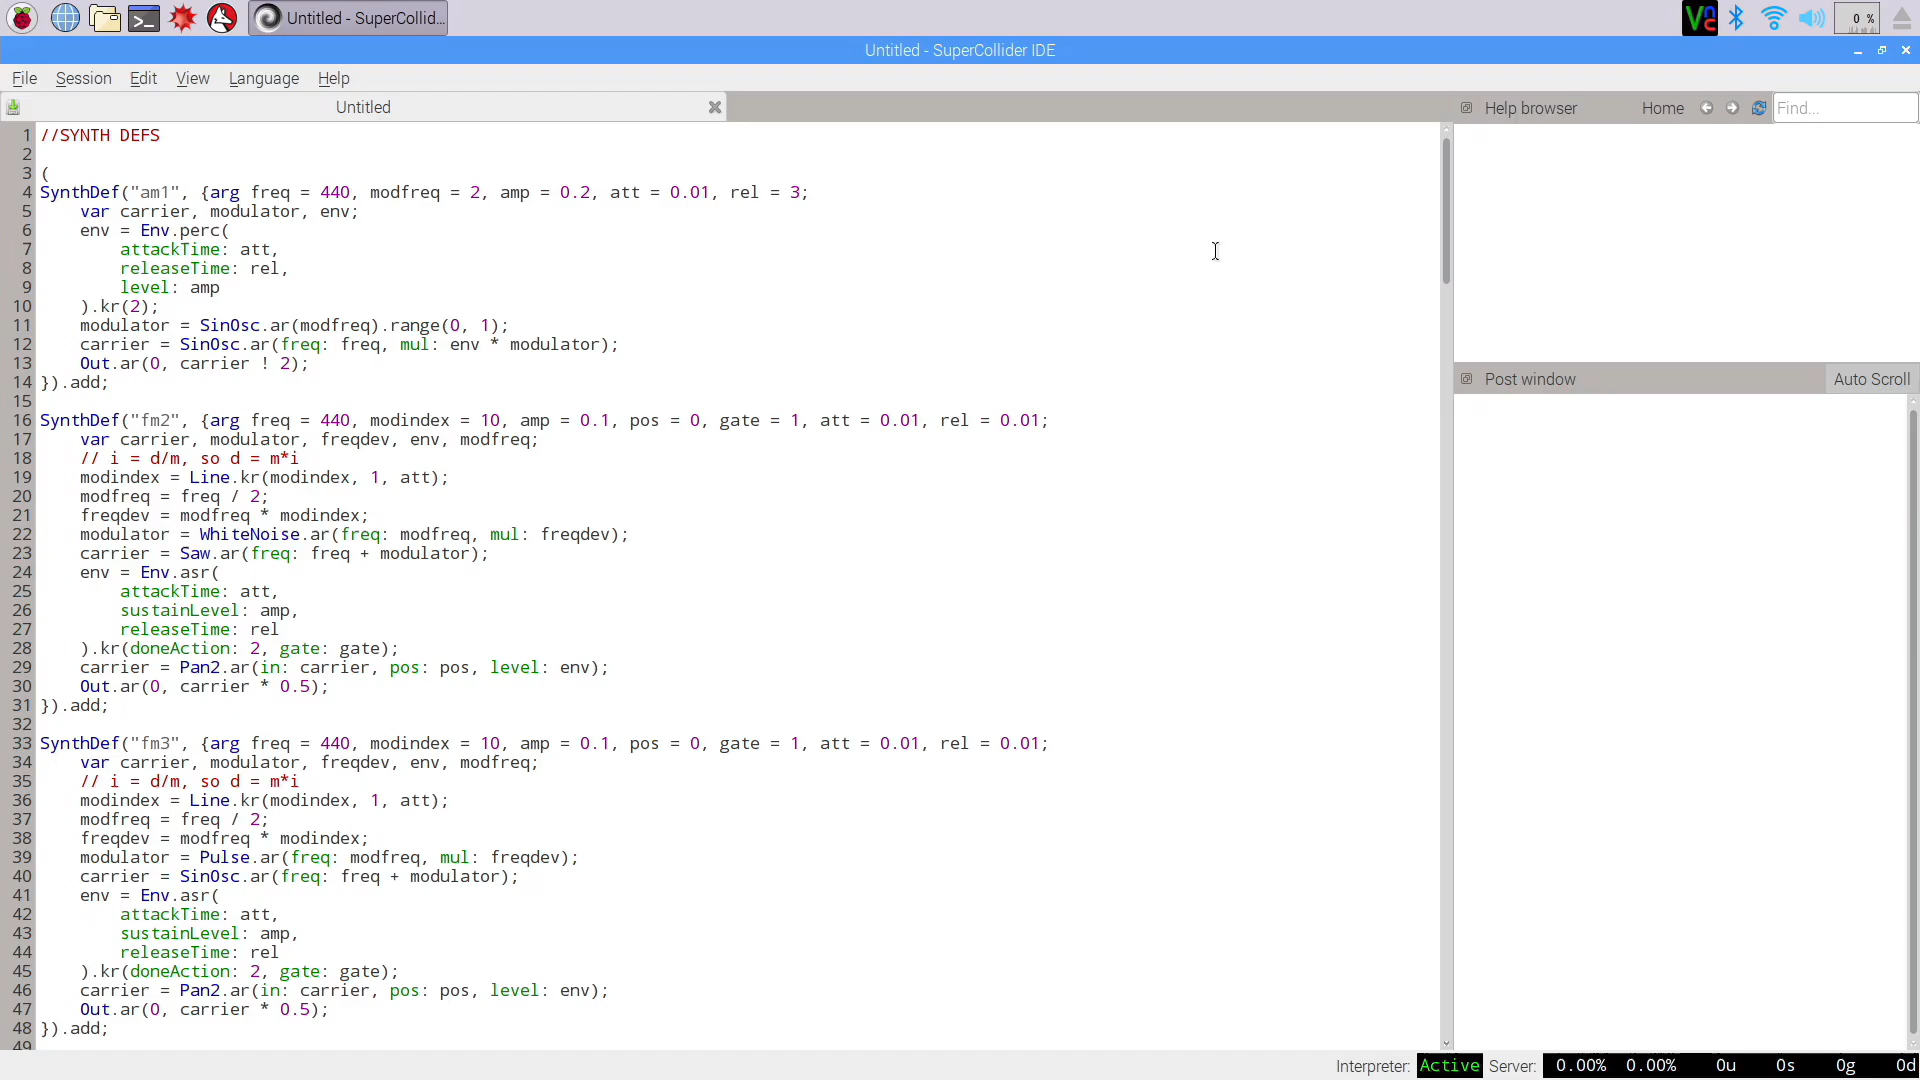 Untitled - SuperCollid...
0 %
Untitled - SuperCollider IDE
File Session Edit View Language Help
Untitled
Help browser Home Find...
1 //SYNTH DEFS
2
3 (
4 SynthDef("am1", {arg freq = 440, modfreq = 2, amp = 0.2, att = 0.01, rel = 3;
5 var carrier, modulator, env;
6 env = Env.perc(
7 attackTime: att,
8 releaseTime: rel,
9 level: amp
10 ).kr(2);
11 modulator = SinOsc.ar(modfreq).range(0, 1);
12 carrier = SinOsc.ar(freq: freq, mul: env * modulator);
13 Out.ar(0, carrier ! 2);
14 }).add;
15
16 SynthDef("fm2", {arg freq = 440, modindex = 10, amp = 0.1, pos = 0, gate = 1, att = 0.01, rel = 0.01;
17 var carrier, modulator, freqdev, env, modfreq;
18 // i = d/m, so d = m*i
19 modindex = Line.kr(modindex, 1, att);
20 modfreq = freq / 2;
21 freqdev = modfreq * modindex;
22 modulator = WhiteNoise.ar(freq: modfreq, mul: freqdev);
23 carrier = Saw.ar(freq: freq + modulator);
24 env = Env.asr(
25 attackTime: att,
26 sustainLevel: amp,
27 releaseTime: rel
28 ).kr(doneAction: 2, gate: gate);
29 carrier = Pan2.ar(in: carrier, pos: pos, level: env);
30 Out.ar(0, carrier * 0.5);
31 }).add;
32
33 SynthDef("fm3", {arg freq = 440, modindex = 10, amp = 0.1, pos = 0, gate = 1, att = 0.01, rel = 0.01;
34 var carrier, modulator, freqdev, env, modfreq;
35 // i = d/m, so d = m*i
36 modindex = Line.kr(modindex, 1, att);
37 modfreq = freq / 2;
38 freqdev = modfreq * modindex;
39 modulator = Pulse.ar(freq: modfreq, mul: freqdev);
40 carrier = SinOsc.ar(freq: freq + modulator);
41 env = Env.asr(
42 attackTime: att,
43 sustainLevel: amp,
44 releaseTime: rel
45 ).kr(doneAction: 2, gate: gate);
46 carrier = Pan2.ar(in: carrier, pos: pos, level: env);
47 Out.ar(0, carrier * 0.5);
48 }).add;
49
Post window Auto Scroll
Interpreter: Active Server: 0.00% 0.00% 0u 0s 0g 0d